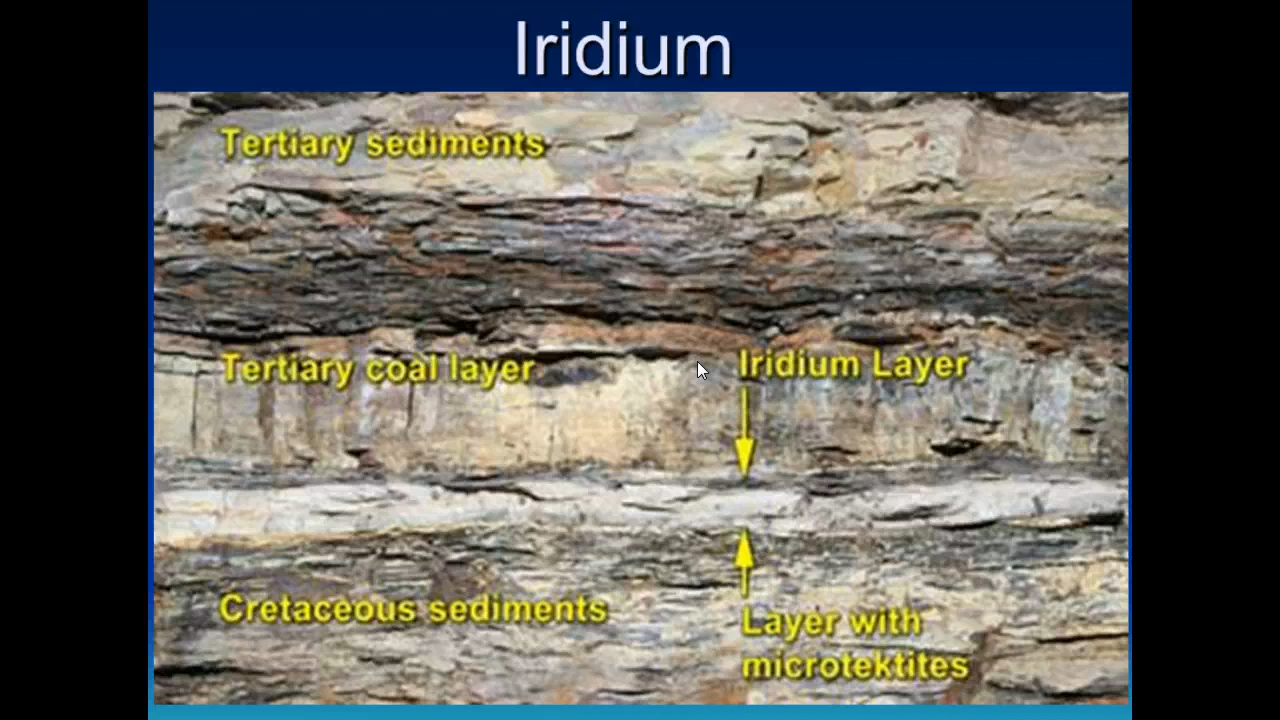 Iridium
Tertiary sediments
Tertiary coal layer
Iridium Layer
Cretaceous sediments
Layer with
microtektites